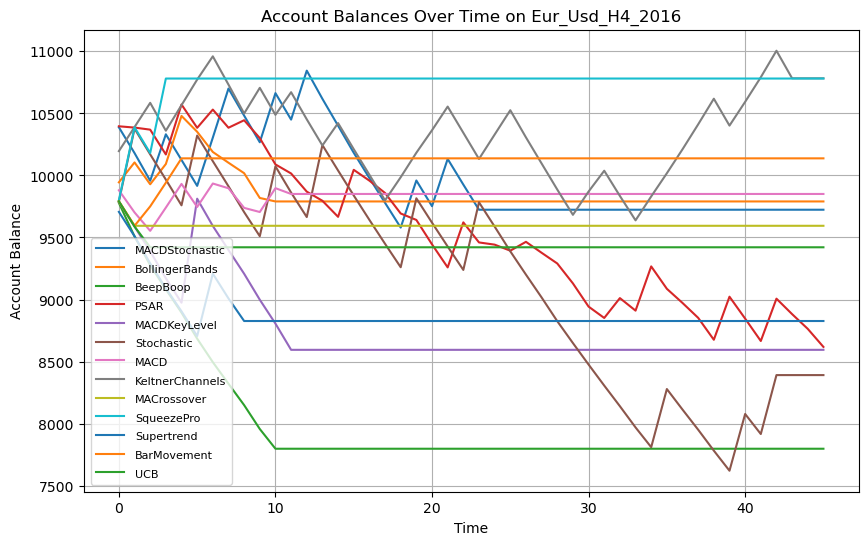 Account Balances Over Time on Eur_Usd_H4_2016
Account Balance
11000
10500
10000
9500
9000
8500
8000
7500
MACDStochastic
BollingerBands
BeepBoop
PSAR
MACDKeyLevel
Stochastic
MACD
KeltnerChannels
MACrossover
SqueezePro
Supertrend
BarMovement
UCB
0 10 20 30 40
Time